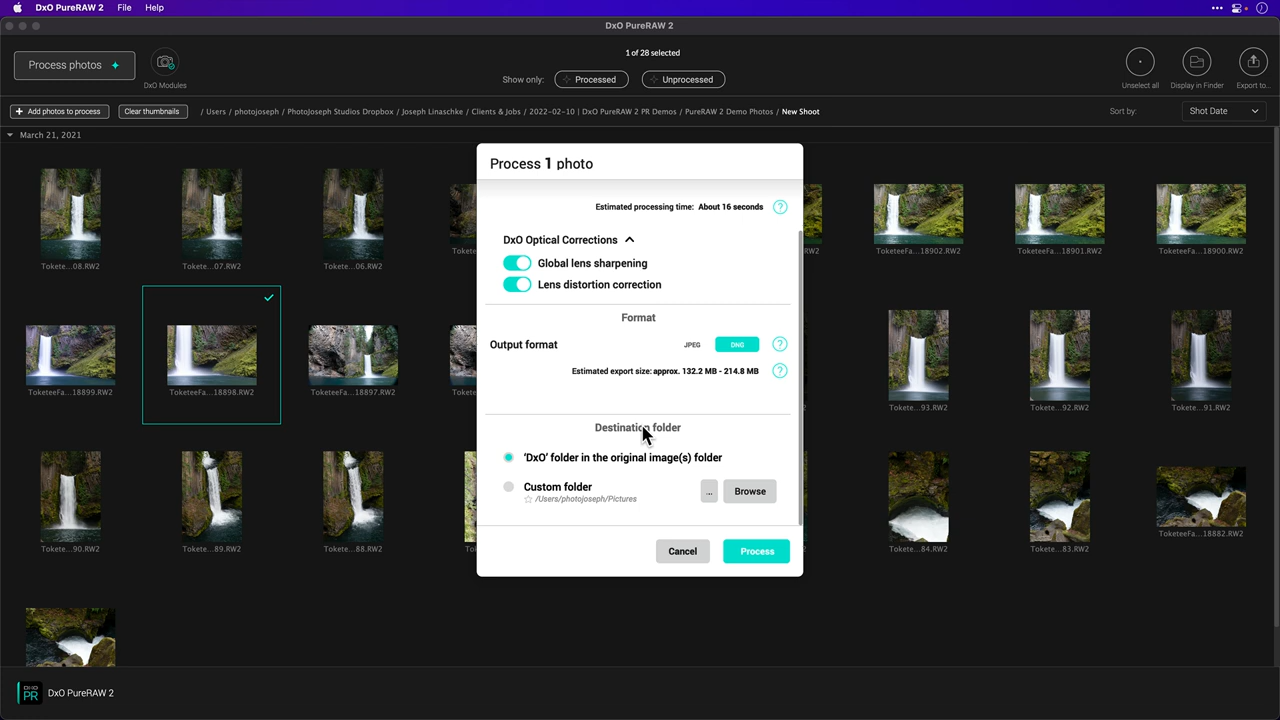 DxO PureRAW 2 File Help
DxO PureRAW 2
Process photos
DxO Modules
1 of 28 selected
Show only: Processed Unprocessed
Unselect all Display in Finder Export to...
+ Add photos to process Clear thumbnails / Users / photojoseph / PhotoJoseph Studios Dropbox / Joseph Linaschke / Clients & Jobs / 2022-02-10 | DxO PureRAW 2 PR Demos / PureRAW 2 Demo Photos / New Shoot Sort by: Shot Date
March 21, 2021
Tokete...08.RW2 Tokete...07.RW2 Tokete...06.RW2 Tokete
02.RW2 ToketeeFa...18902.RW2 ToketeeFa...18901.RW2 ToketeeFa...18900.RW2
ToketeeFa...18899.RW2 ToketeeFa...18898.RW2 ToketeeFa...18897.RW2 Tokete
Tokete...93.RW2 Tokete...92.RW2 Tokete...91.RW2
Tokete...90.RW2 Tokete...89.RW2 Tokete...88.RW2 Tokete
Tokete...84.RW2 Tokete...83.RW2 ToketeeFa...18882.RW2
Process 1 photo
Estimated processing time: About 16 seconds ?
DxO Optical Corrections
Global lens sharpening
Lens distortion correction
Format
Output format JPEG DNG ?
Estimated export size: approx. 132.2 MB - 214.8 MB ?
Destination folder
'DxO' folder in the original image(s) folder
Custom folder
/Users/photojoseph/Pictures
... Browse
Cancel Process
DXO PR DxO PureRAW 2